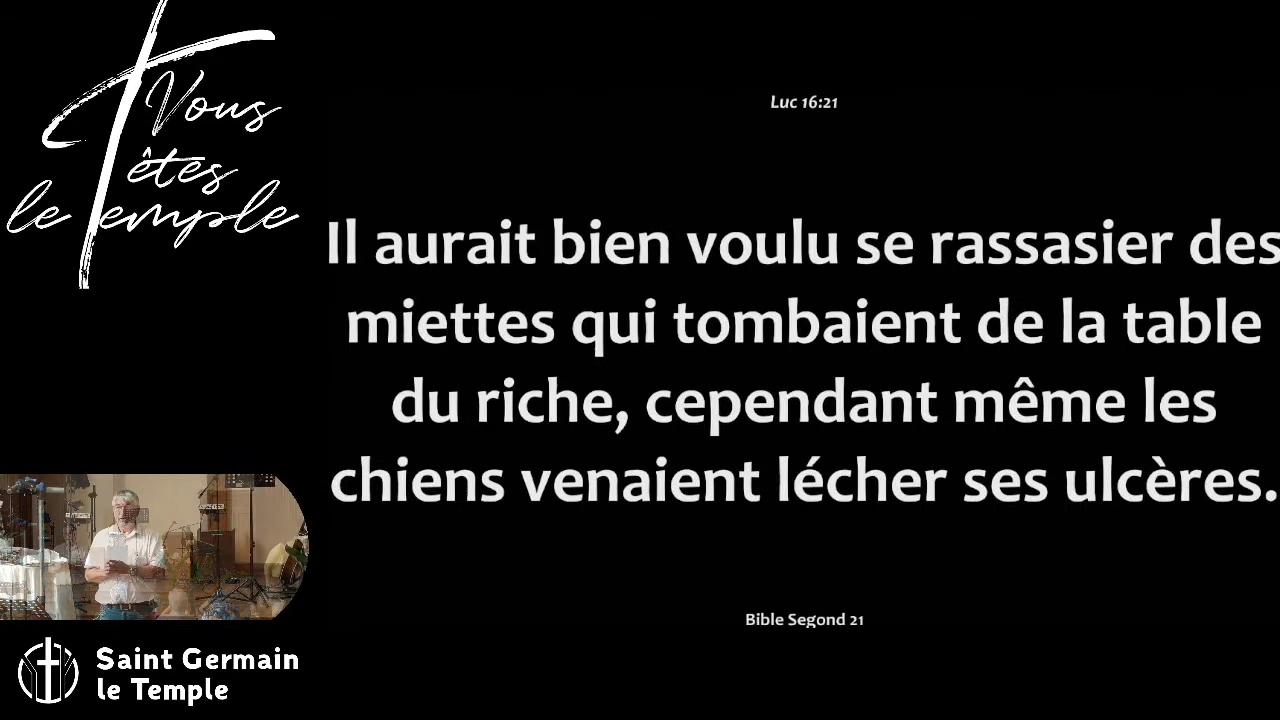 Vous
êtes
le Temple
Luc 16:21
Il aurait bien voulu se rassasier des
miettes qui tombaient de la table
du riche, cependant même les
chiens venaient lécher ses ulcères.
Bible Segond 21
Saint Germain
le Temple